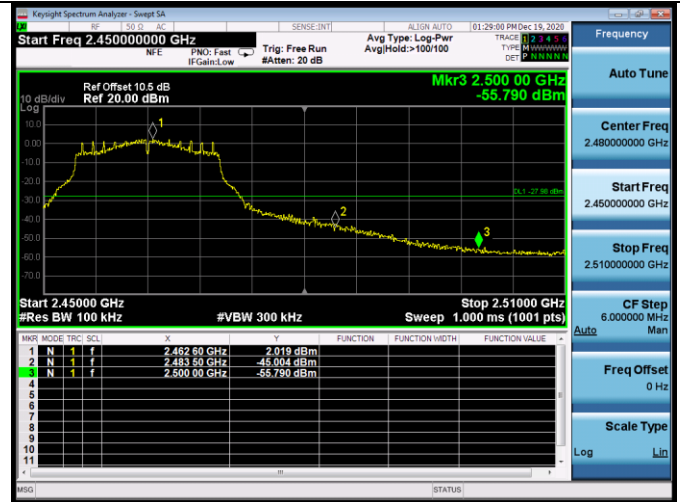 Keysight Spectrum Analyzer - Swept SA
RF 50 Ω AC SENSE:INT ALIGN AUTO 01:29:00 PM Dec 19, 2020
Start Freq 2.450000000 GHz
NFE PNO: Fast IFGain:Low
Trig: Free Run #Atten: 20 dB
Avg Type: Log-Pwr Avg|Hold:>100/100
TRACE 1 2 3 4 5 6
TYPE M WWWWW
DET P N N N N N
Ref Offset 10.5 dB
10 dB/div Ref 20.00 dBm
Log
Mkr3 2.500 00 GHz
-55.790 dBm
10.0
0.00
-10.0
-20.0
-30.0
-40.0
-50.0
-60.0
-70.0
1
2
3
DL1 -27.98 dBm
Start 2.45000 GHz Stop 2.51000 GHz
#Res BW 100 kHz #VBW 300 kHz Sweep 1.000 ms (1001 pts)
MKR MODE TRC SCL X Y FUNCTION FUNCTION WIDTH FUNCTION VALUE
1 N 1 f 2.462 60 GHz 2.019 dBm
2 N 1 f 2.483 50 GHz -45.004 dBm
3 N 1 f 2.500 00 GHz -55.790 dBm
4
5
6
7
8
9
10
11
MSG STATUS
Frequency
Auto Tune
Center Freq
2.480000000 GHz
Start Freq
2.450000000 GHz
Stop Freq
2.510000000 GHz
CF Step
6.000000 MHz
Auto Man
Freq Offset
0 Hz
Scale Type
Log Lin